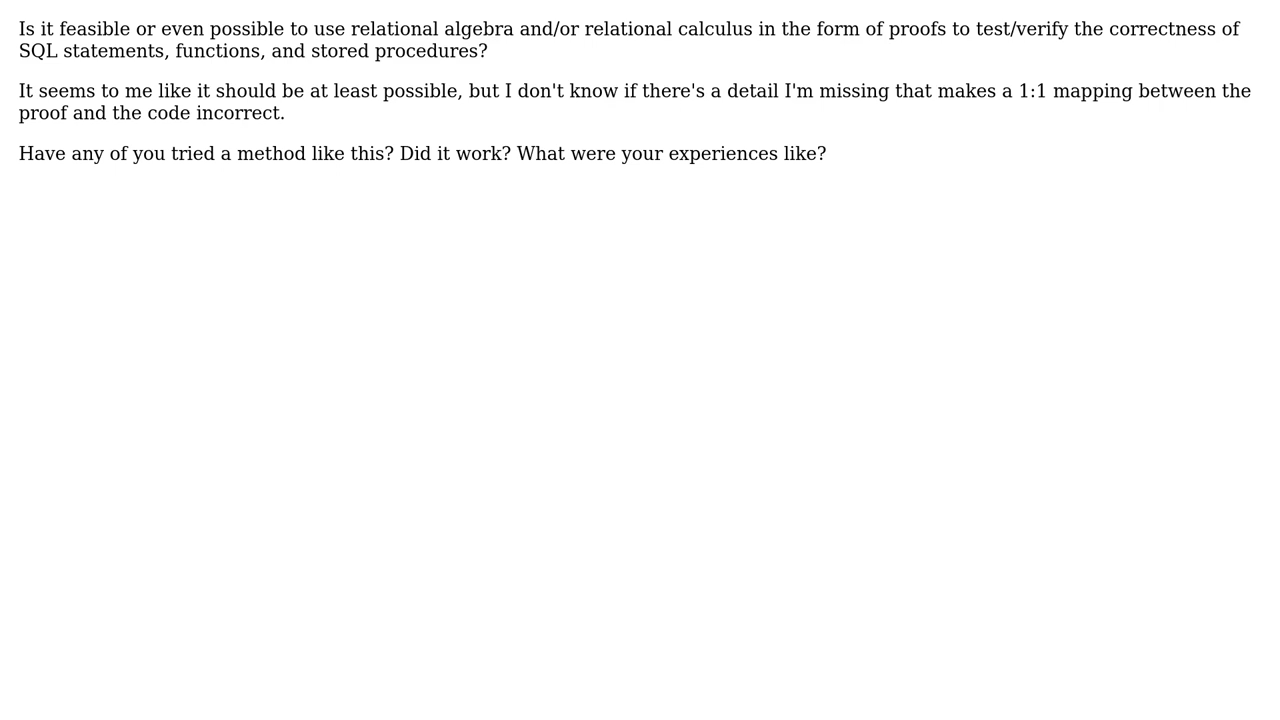 Is it feasible or even possible to use relational algebra and/or relational calculus in the form of proofs to test/verify the correctness of
SQL statements, functions, and stored procedures?
It seems to me like it should be at least possible, but I don't know if there's a detail I'm missing that makes a 1:1 mapping between the
proof and the code incorrect.
Have any of you tried a method like this? Did it work? What were your experiences like?